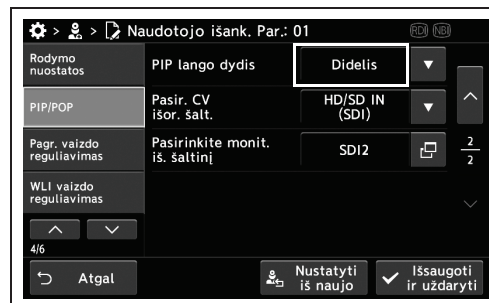 > > Naudotojo išank. Par.: 01 RDI NBI
Rodymo
nuostatos
PIP lango dydis
Didelis
PIP/POP
Pasir. CV
išor. šalt.
HD/SD IN
(SDI)
Pagr. vaizdo
reguliavimas
Pasirinkite monit.
iš. šaltinį
SDI2
2
2
WLI vaizdo
reguliavimas
4/6
Atgal
Nustatyti
iš naujo
Išsaugoti
ir uždaryti